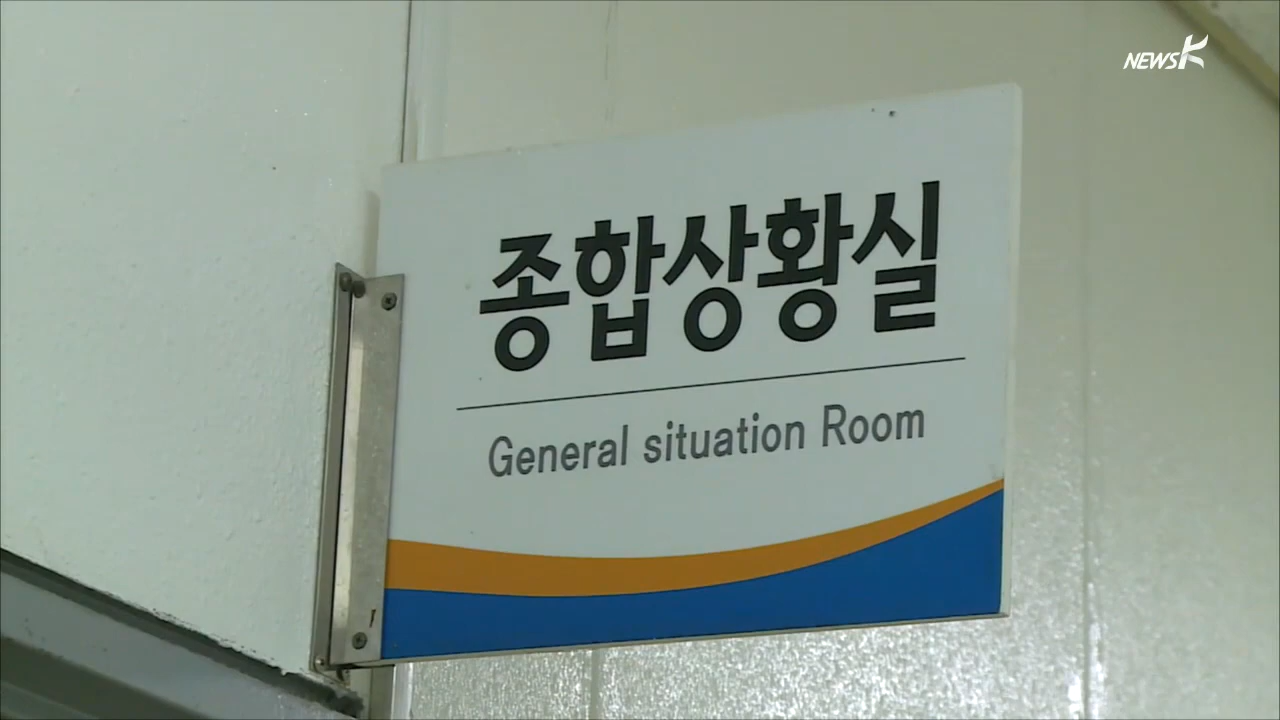 NEWSK
종합상황실
General situation Room